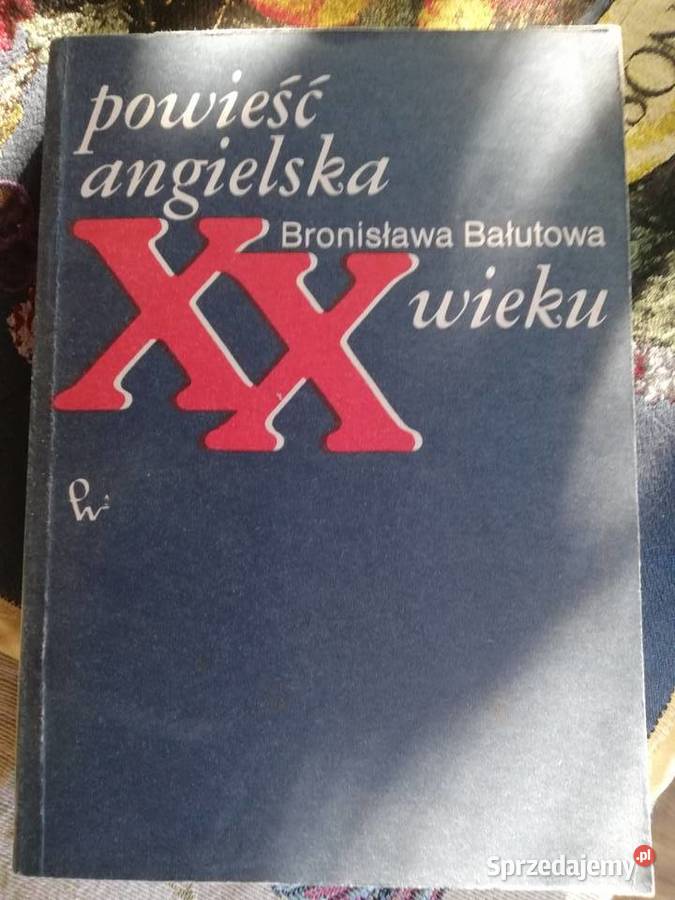 powieść
angielska
XX
Bronisława Bałutowa
wieku
Sprzedajemy.pl